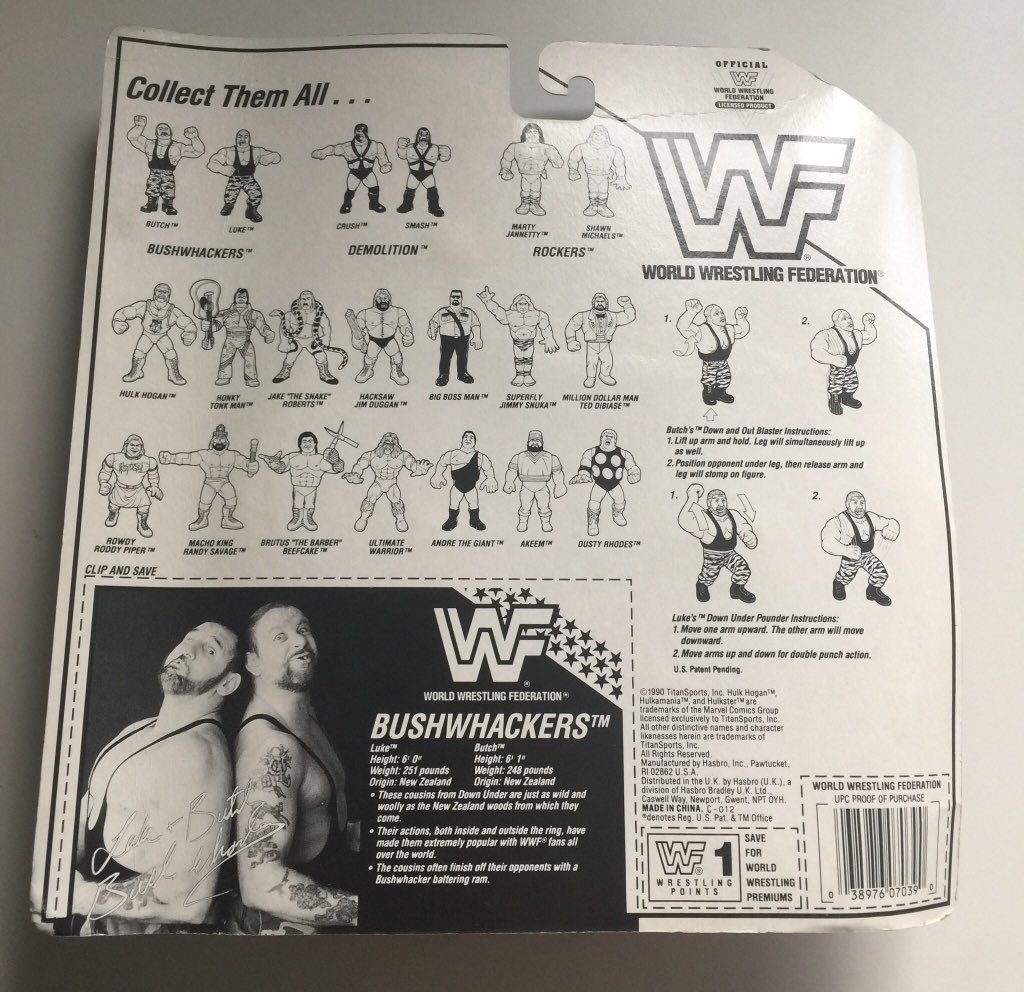 Collect Them All . . .
OFFICIAL
WF
WORLD WRESTLING
FEDERATION
LICENSED PRODUCT
WF®
WORLD WRESTLING FEDERATION®
BUTCH™
LUKE™
CRUSH™
SMASH™
MARTY
JANNETTY™
SHAWN
MICHAELS™
BUSHWHACKERS™
DEMOLITION™
ROCKERS™
HULK HOGAN™
HONKY
TONK MAN™
JAKE "THE SNAKE"
ROBERTS™
HACKSAW
JIM DUGGAN™
BIG BOSS MAN™
SUPERFLY
JIMMY SNUKA™
MILLION DOLLAR MAN
TED DiBIASE™
ROWDY
RODDY PIPER™
MACHO KING
RANDY SAVAGE™
BRUTUS "THE BARBER"
BEEFCAKE™
ULTIMATE
WARRIOR™
ANDRE THE GIANT™
AKEEM™
DUSTY RHODES™
1.
2.
Butch's™ Down and Out Blaster Instructions:
1. Lift up arm and hold. Leg will simultaneously lift up
as well.
2. Position opponent under leg, then release arm and
leg will stomp on figure.
1.
2.
Luke's™ Down Under Pounder Instructions:
1. Move one arm upward. The other arm will move
downward.
2. Move arms up and down for double punch action.
U.S. Patent Pending.
CLIP AND SAVE
WF®
WORLD WRESTLING FEDERATION®
BUSHWHACKERS™
Luke™
Height: 6' 0"
Weight: 251 pounds
Origin: New Zealand
Butch™
Height: 6' 1"
Weight: 248 pounds
Origin: New Zealand
• These cousins from Down Under are just as wild and
woolly as the New Zealand woods from which they
come.
• Their actions, both inside and outside the ring, have
made them extremely popular with WWF® fans all
over the world.
• The cousins often finish off their opponents with a
Bushwhacker battering ram.
Luke + Butch
©1990 TitanSports, Inc. Hulk Hogan™,
Hulkamania™, and Hulkster™ are
trademarks of the Marvel Comics Group
licensed exclusively to TitanSports, Inc.
All other distinctive names and character
likenesses herein are trademarks of
TitanSports, Inc.
All Rights Reserved.
Manufactured by Hasbro, Inc., Pawtucket,
RI 02862 U.S.A.
Distributed in the U.K. by Hasbro (U.K.), a
division of Hasbro Bradley U.K. Ltd.,
Caswell Way, Newport, Gwent, NPT OYH.
MADE IN CHINA. C-012
®denotes Reg. U.S. Pat. & TM Office
WF® 1
WRESTLING
POINTS
SAVE
FOR
WORLD
WRESTLING
PREMIUMS
WORLD WRESTLING FEDERATION
UPC PROOF OF PURCHASE
0 38976 07039 0